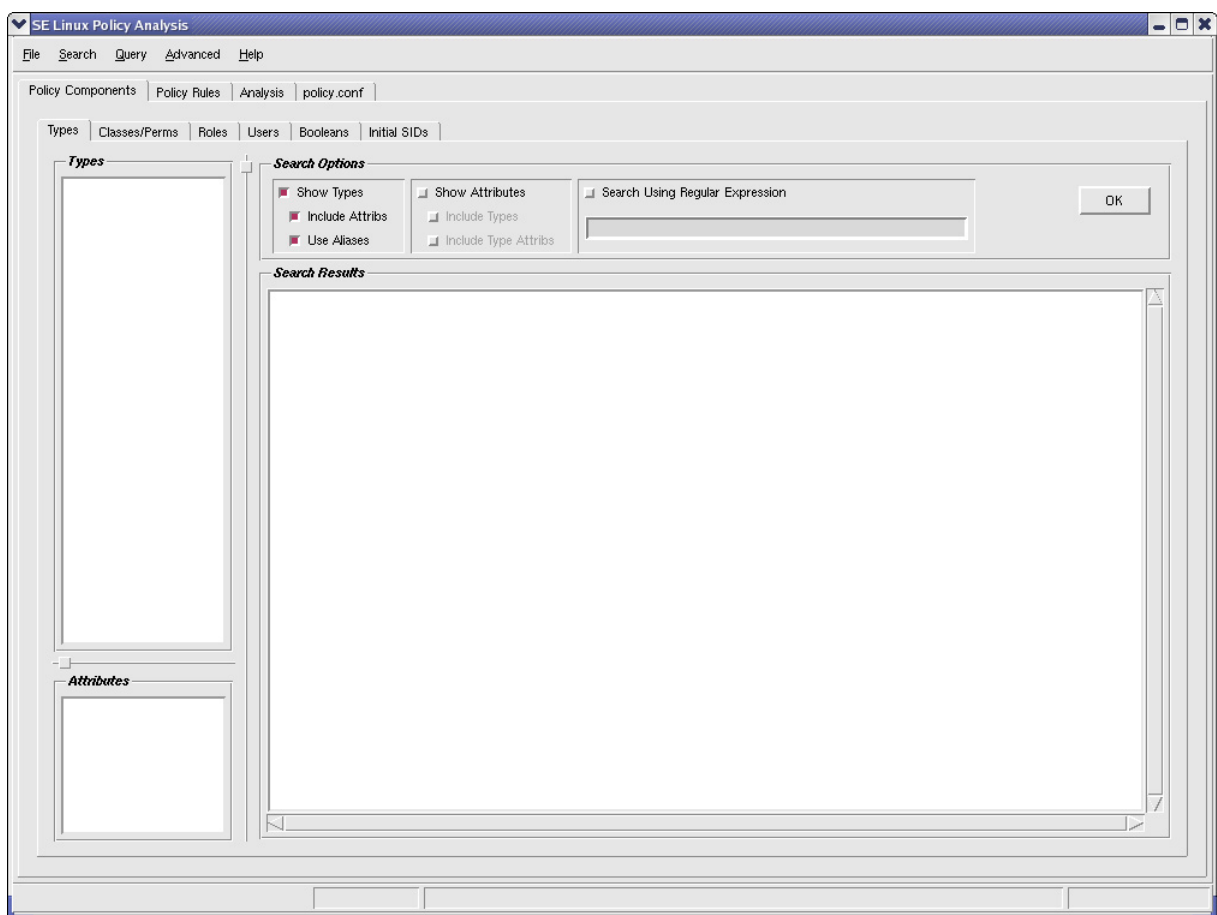 SE Linux Policy Analysis
File Search Query Advanced Help
Policy Components Policy Rules Analysis policy.conf
Types Classes/Perms Roles Users Booleans Initial SIDs
Types
Search Options
Show Types Show Attributes Search Using Regular Expression
OK
Include Attribs Include Types
Use Aliases Include Type Attribs
Search Results
Attributes